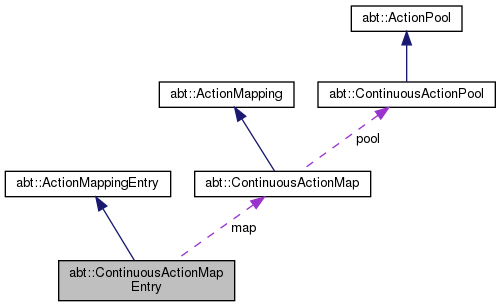 abt::ActionPool
abt::ActionMapping
abt::ContinuousActionPool
pool
abt::ActionMappingEntry
abt::ContinuousActionMap
map
abt::ContinuousActionMap
Entry